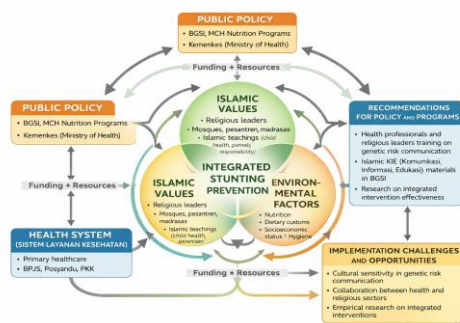 PUBLIC POLICY
• BGSI, MCH Nutrition Programs
• Kemenkes (Ministry of Health)
Funding + Resources
PUBLIC POLICY
• BGSI, MCH Nutrition Programs
• Kemenkes (Ministry of Health)
Funding + Resources
HEALTH SYSTEM
(SISTEM LAYANAN KESEHATAN)
• Primary healthcare
• BPJS, Posyandu, PKK
ISLAMIC
VALUES
• Religious leaders
• Mosques, pesantren, madrasas
• Islamic teachings (child
health,
responsibility)
INTEGRATED
STUNTING
PREVENTION
ISLAMIC
VALUES
• Religious leaders
• Mosques, pesantren,
madrasas
• Islamic teachings
(child health,
ENVIRON-
MENTAL
FACTORS
• Nutrition
• Dietary customs
• Socioeconomic
status + Hygiene
Funding + Resources
RECOMMENDATIONS
FOR POLICY AND PROGRAMS
• Health professionals and
religious leaders training on
genetic risk communication
• Islamic KIE (Komumkasi,
Informasi, Edukasi) materials
in BGSI
• Research on integrated
intervention effectiveness
IMPLEMENTATION CHALLENGES
AND OPPORTUNITIES
• Cultural sensitivity in genetic risk
communication
• Collaboration between health and
religious sectors
• Empirical research on integrated
interventions